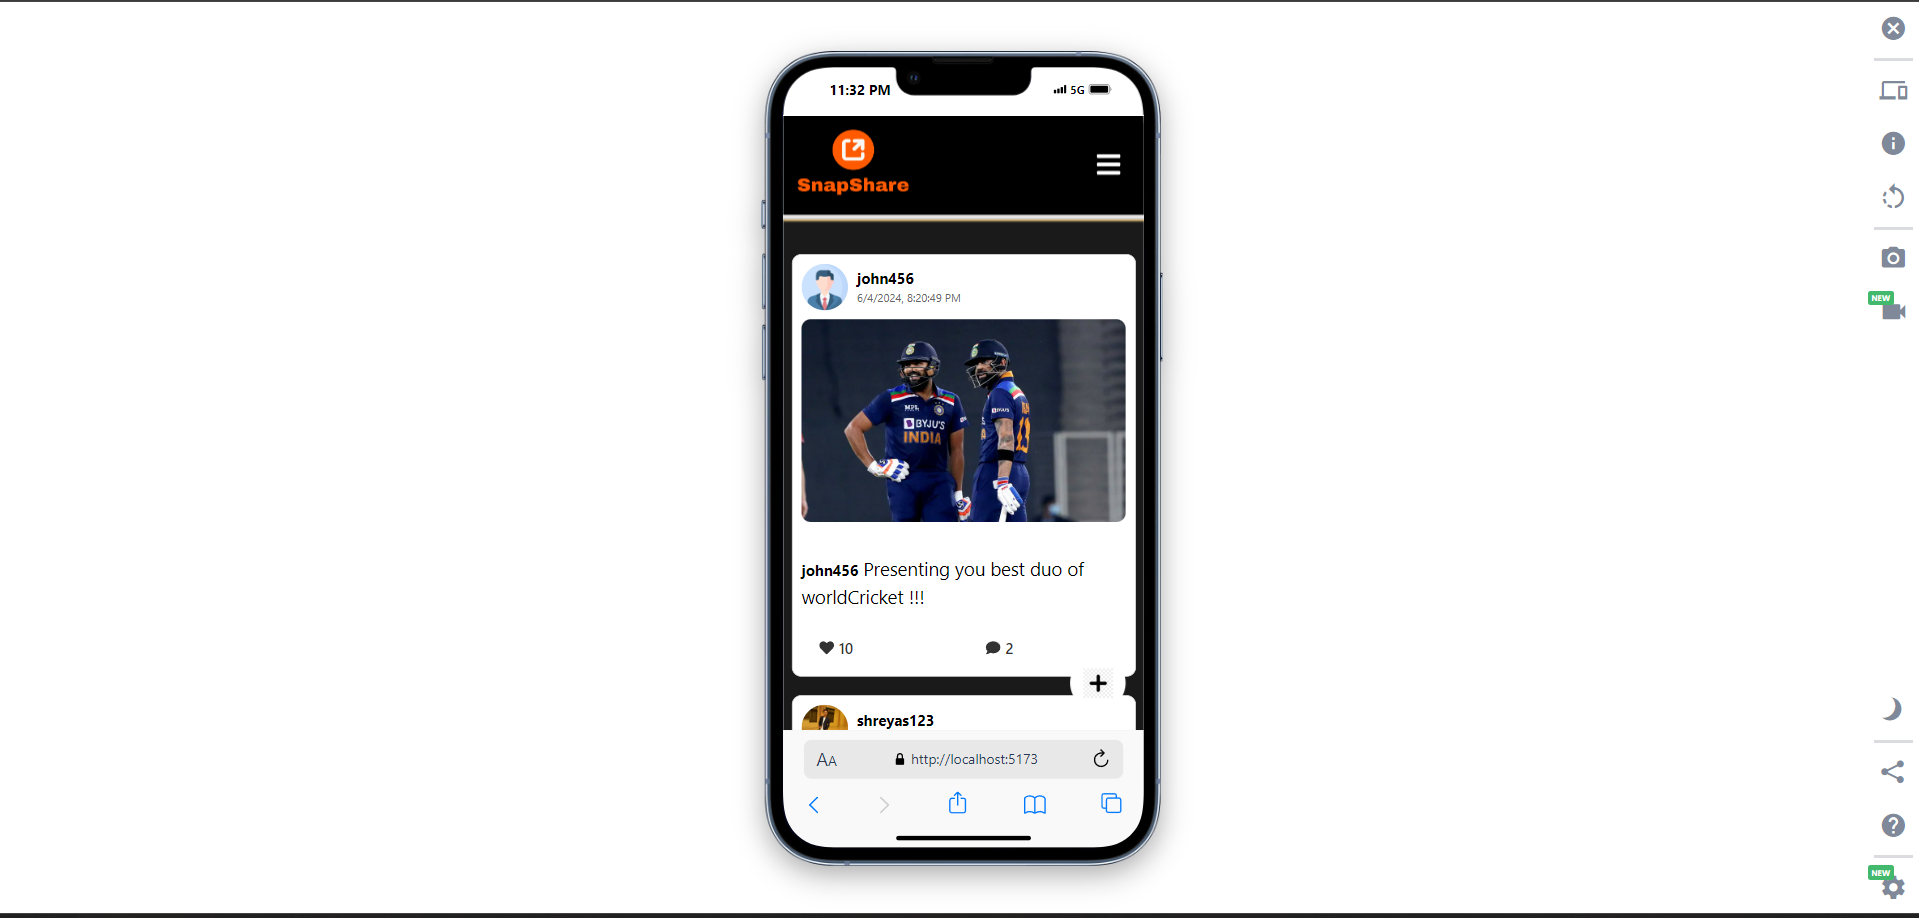 11:32 PM
5G
SnapShare
john456
6/4/2024, 8:20:49 PM
MPL
BYJU'S
INDIA
BYJU'S
john456 Presenting you best duo of
worldCricket !!!
10
2
shreyas123
AA
http://localhost:5173
NEW
NEW